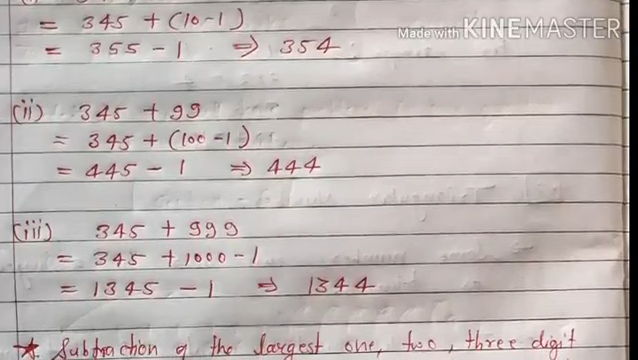 = 345 + (10-1)
Made with KINEMASTER
= 355 - 1 ⇒ 354
(ii) 345 + 99
= 345 + (100 -1)
= 445 - 1 ⇒ 444
(iii) 345 + 999
= 345 + 1000 - 1
= 1345 - 1 ⇒ 1344
* Subtraction of the largest one, two, three digit